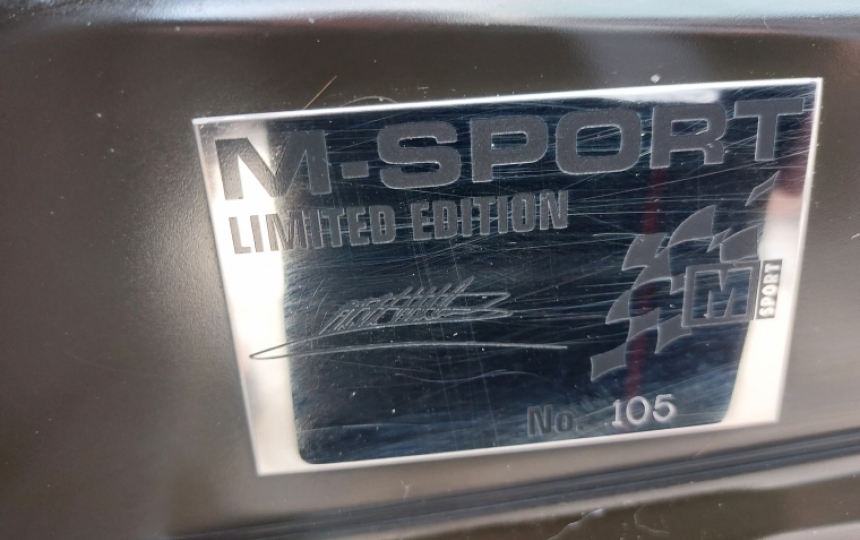 M-SPORT
LIMITED EDITION
M
SPORT
No. 105